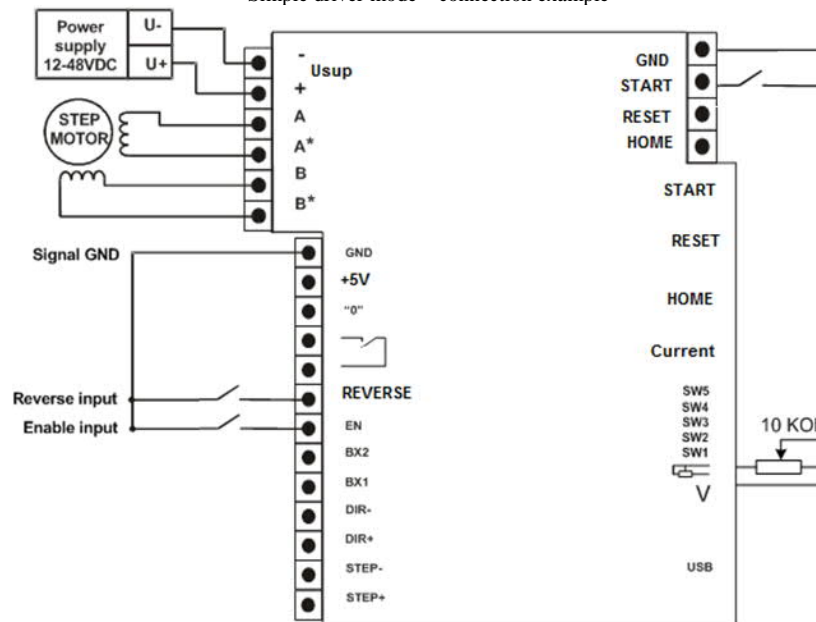 Simple driver mode – connection example
Power
supply
12-48VDC
U-
U+
STEP
MOTOR
-
Usup
+
A
A*
B
B*
GND
START
RESET
HOME
START
RESET
HOME
Current
SW5
SW4
SW3
SW2
SW1
V
USB
Signal GND
Reverse input
Enable input
GND
+5V
"0"
REVERSE
EN
BX2
BX1
DIR-
DIR+
STEP-
STEP+
10